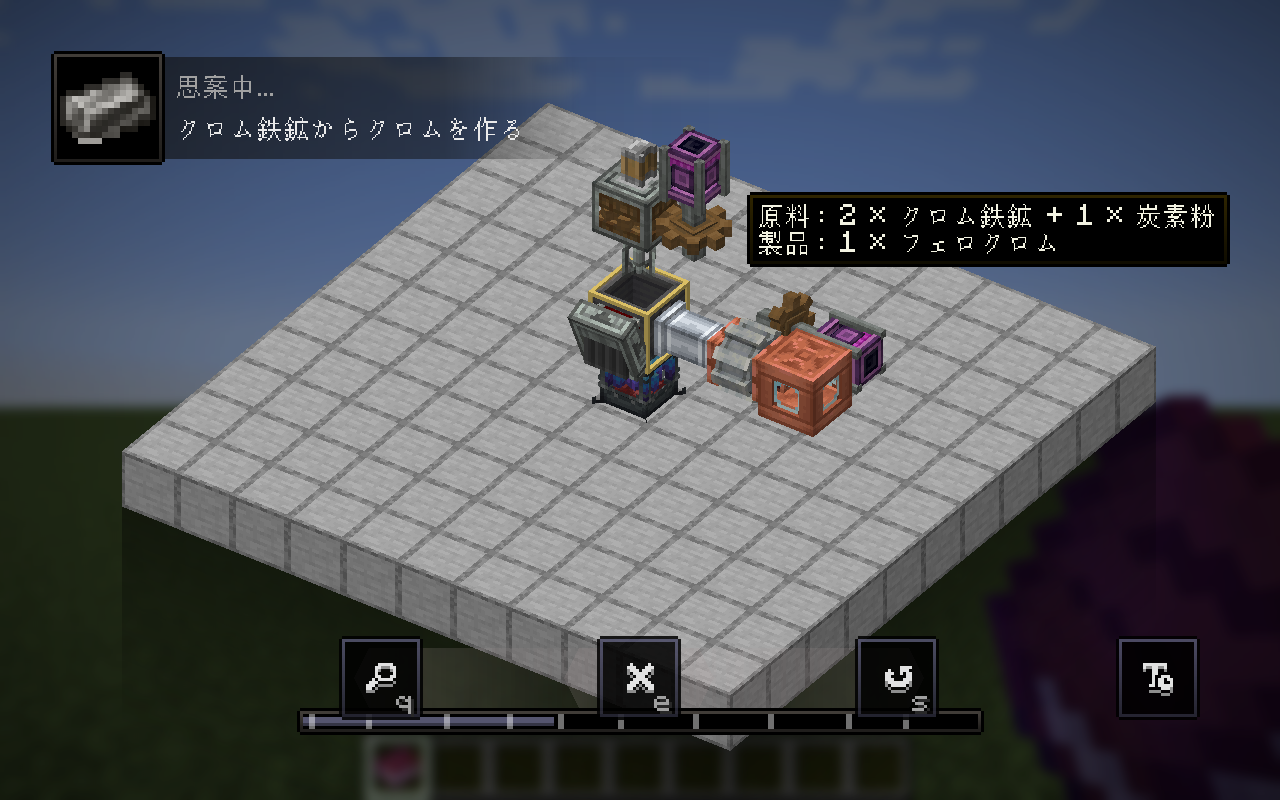 思案中...
クロム鉄鉱からクロムを作る
原料: 2 × クロム鉄鉱 + 1 × 炭素粉
製品: 1 × フェロクロム
q
e
s
T